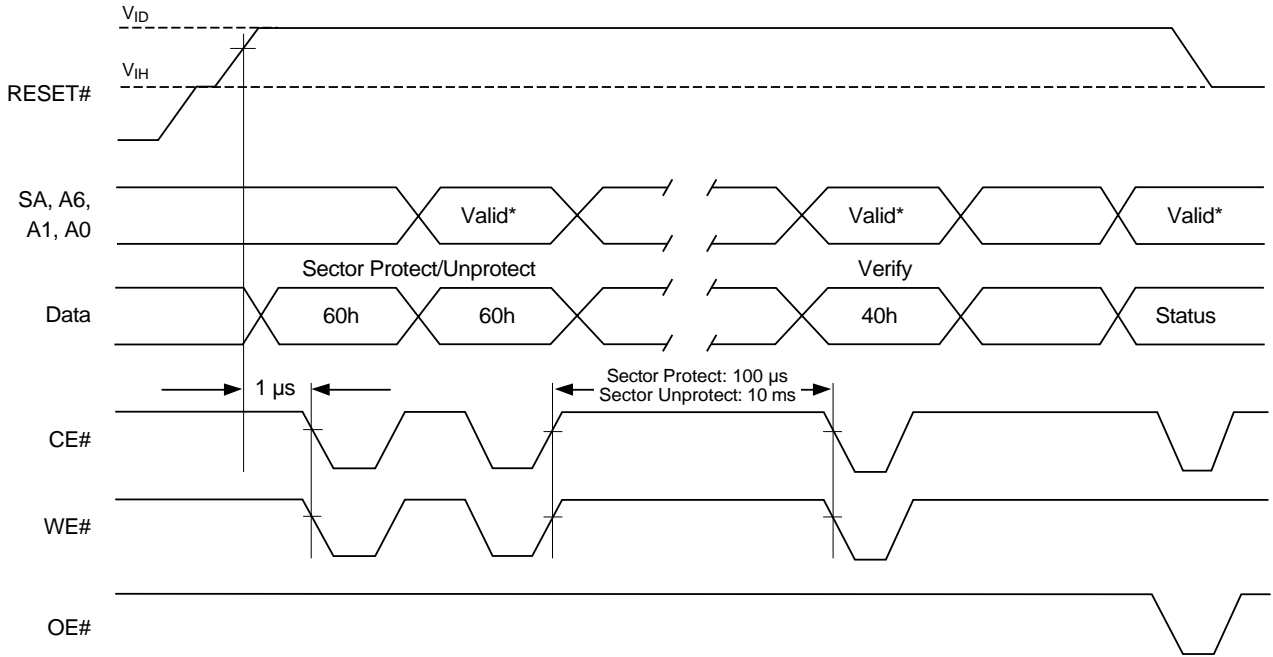 VID
VIH
RESET#
SA, A6,
A1, A0
Valid*
Valid*
Valid*
Sector Protect/Unprotect
Verify
Data
60h
60h
40h
Status
1 µs
Sector Protect: 100 µs
Sector Unprotect: 10 ms
CE#
WE#
OE#